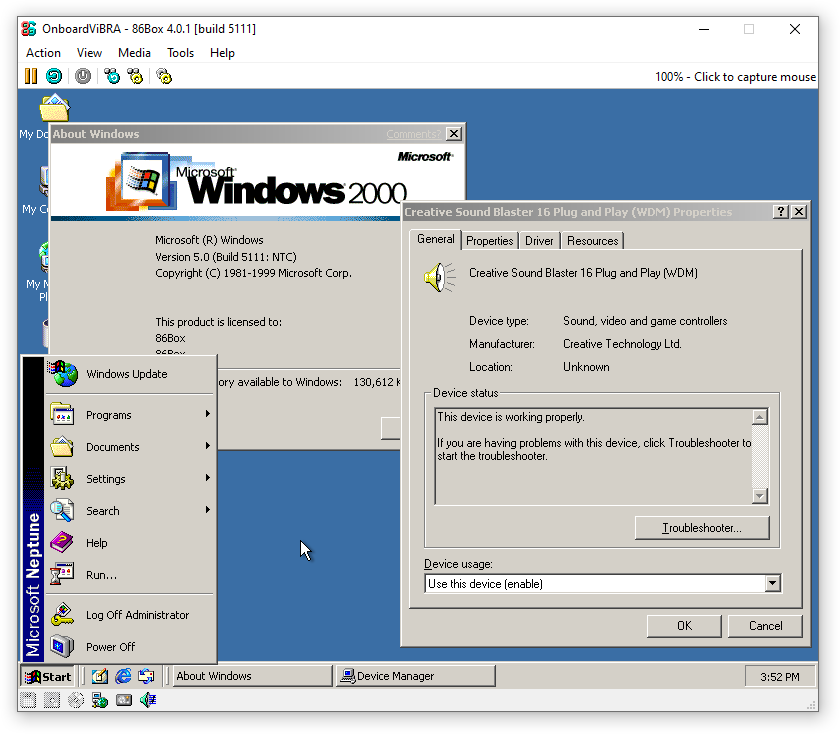 OnboardViBRA - 86Box 4.0.1 [build 5111]
Action View Media Tools Help
100% - Click to capture mouse
My Do
My Co
My N
Pl
About Windows
Comments?
Microsoft
Microsoft
Windows 2000
Microsoft (R) Windows
Version 5.0 (Build 5111: NTC)
Copyright (C) 1981-1999 Microsoft Corp.
This product is licensed to:
86Box
86Box
ory available to Windows: 130,612 K
Creative Sound Blaster 16 Plug and Play (WDM) Properties
General Properties Driver Resources
Creative Sound Blaster 16 Plug and Play (WDM)
Device type: Sound, video and game controllers
Manufacturer: Creative Technology Ltd.
Location: Unknown
Device status
This device is working properly.
If you are having problems with this device, click Troubleshooter to
start the troubleshooter.
Troubleshooter...
Device usage:
Use this device (enable)
OK Cancel
Microsoft Neptune
Windows Update
Programs
Documents
Settings
Search
Help
Run...
Log Off Administrator
Power Off
Start
About Windows
Device Manager
3:52 PM